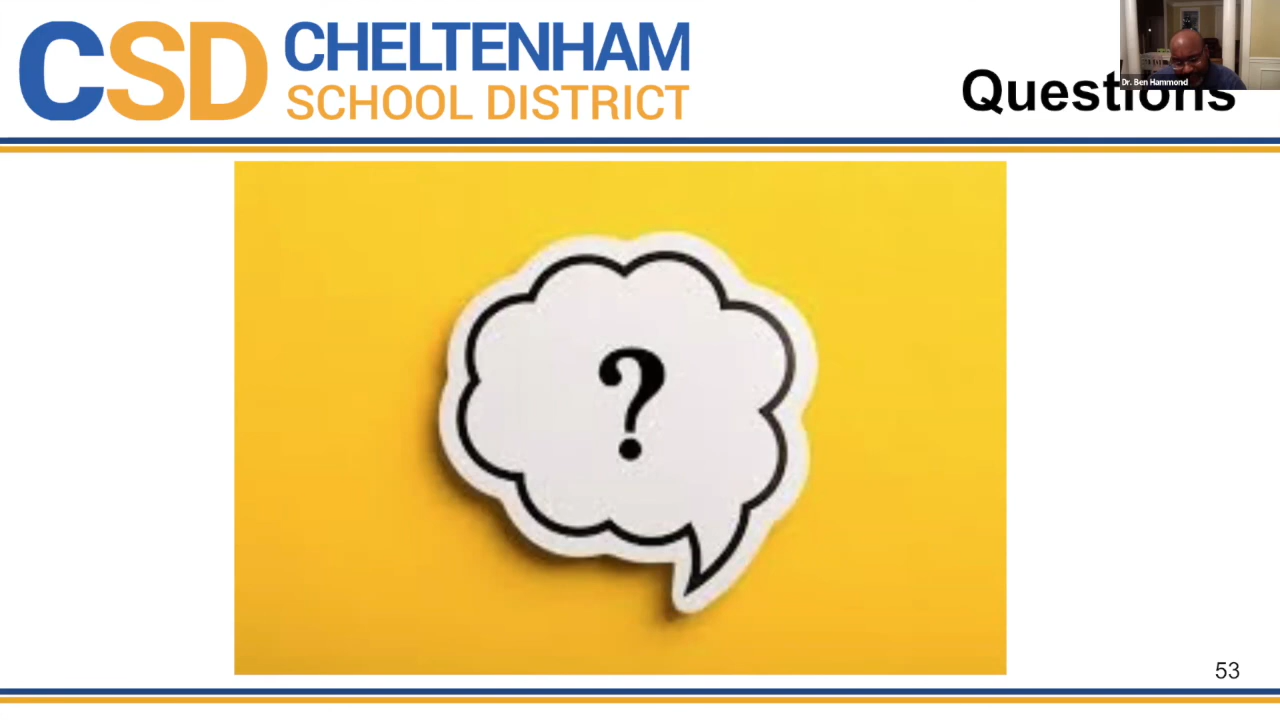 CSD
CHELTENHAM
SCHOOL DISTRICT
Questions
Dr. Ben Hammond
?
53